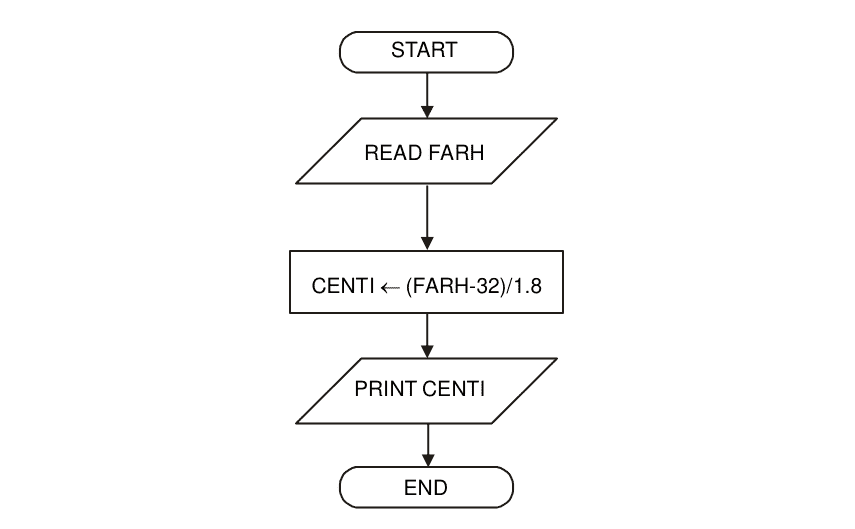 START
READ FARH
CENTI ← (FARH-32)/1.8
PRINT CENTI
END